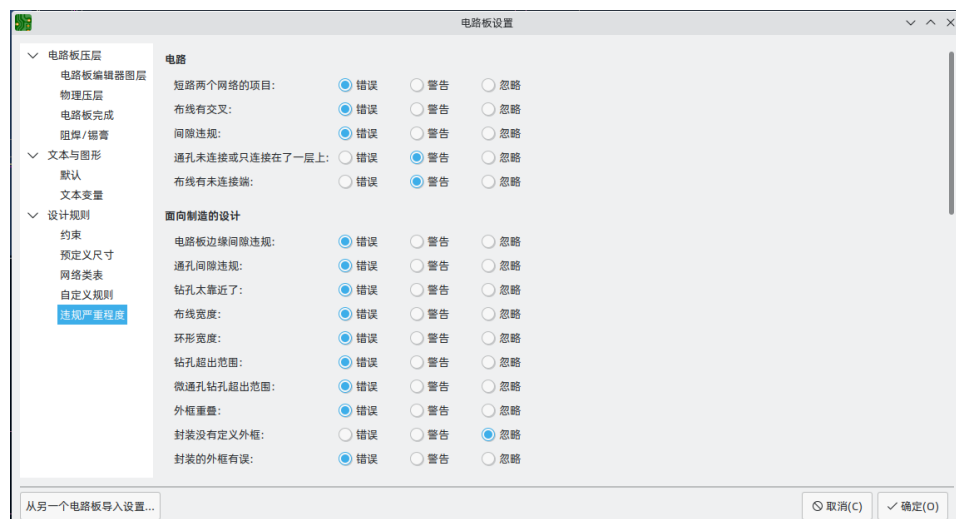 电路板设置
电路板压层
电路板编辑器图层
物理压层
电路板完成
阻焊/锡膏
文本与图形
默认
文本变量
设计规则
约束
预定义尺寸
网络类表
自定义规则
违规严重程度
电路
短路两个网络的项目: 错误 警告 忽略
布线有交叉: 错误 警告 忽略
间隙违规: 错误 警告 忽略
通孔未连接或只连接在了一层上: 错误 警告 忽略
布线有未连接端: 错误 警告 忽略
面向制造的设计
电路板边缘间隙违规: 错误 警告 忽略
通孔间隙违规: 错误 警告 忽略
钻孔太靠近了: 错误 警告 忽略
布线宽度: 错误 警告 忽略
环形宽度: 错误 警告 忽略
钻孔超出范围: 错误 警告 忽略
微通孔钻孔超出范围: 错误 警告 忽略
外框重叠: 错误 警告 忽略
封装没有定义外框: 错误 警告 忽略
封装的外框有误: 错误 警告 忽略
从另一个电路板导入设置... 取消(C) 确定(O)